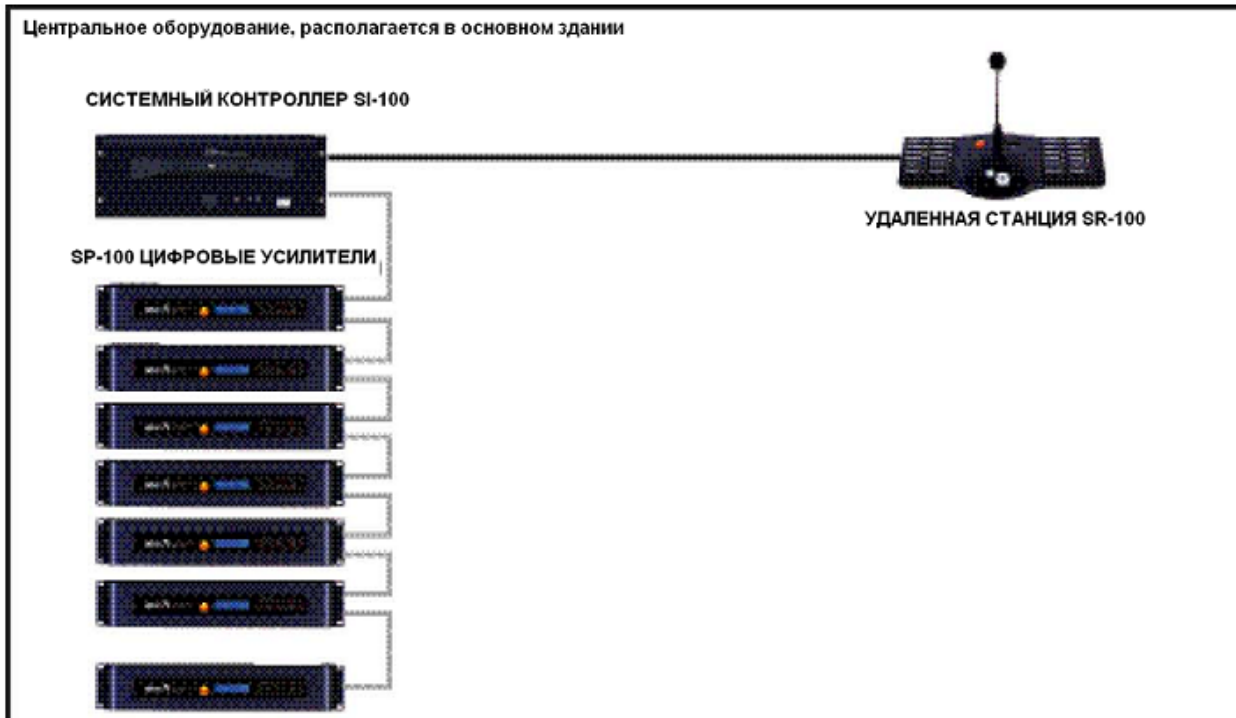 Центральное оборудование, располагается в основном здании
СИСТЕМНЫЙ КОНТРОЛЛЕР SI-100
УДАЛЕННАЯ СТАНЦИЯ SR-100
SP-100 ЦИФРОВЫЕ УСИЛИТЕЛИ